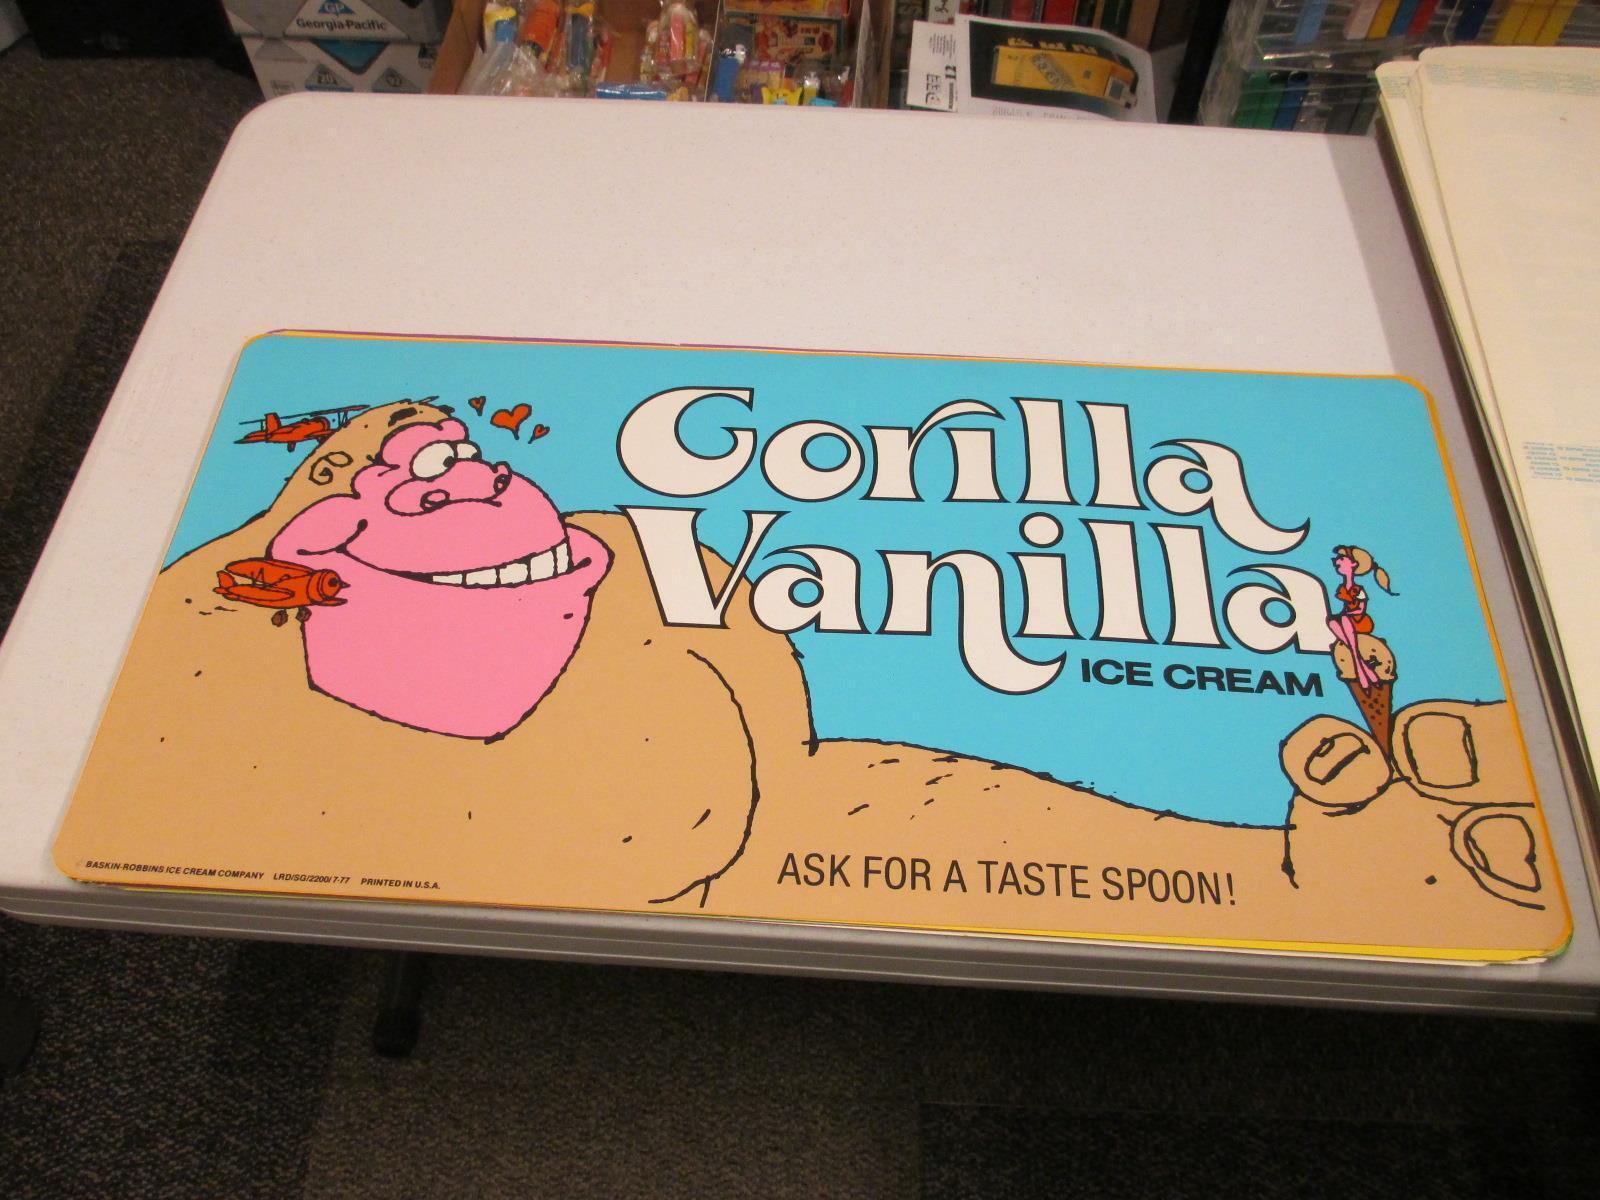 GP
Georgia-Pacific
Gorilla
Vanilla
ICE CREAM
ASK FOR A TASTE SPOON!
BASKIN-ROBBINS ICE CREAM COMPANY LRD/SG/2200/7-77 PRINTED IN U.S.A.